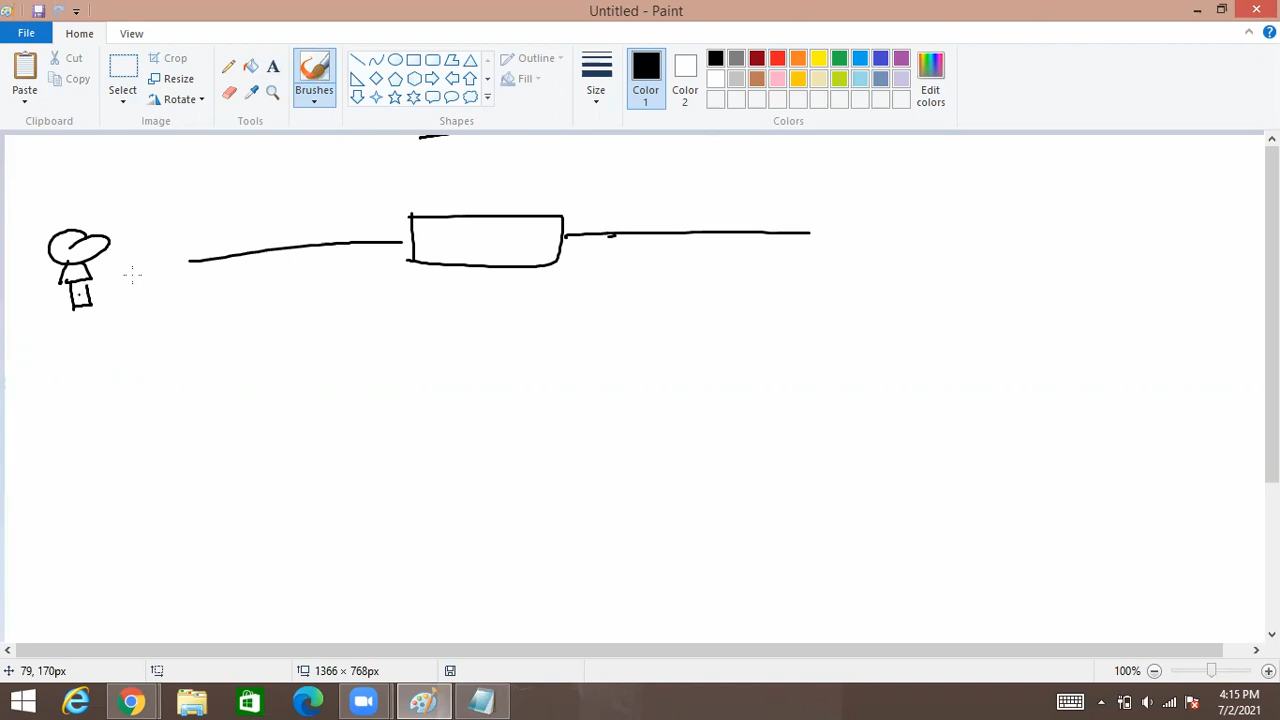 Untitled - Paint
File
Home
View
Paste
Cut
Copy
Clipboard
Select
Crop
Resize
Rotate
Image
A
Tools
Brushes
Outline
Fill
Shapes
Size
Color
1
Color
2
Edit
colors
Colors
79, 170px
1366 × 768px
100%
4:15 PM
7/2/2021